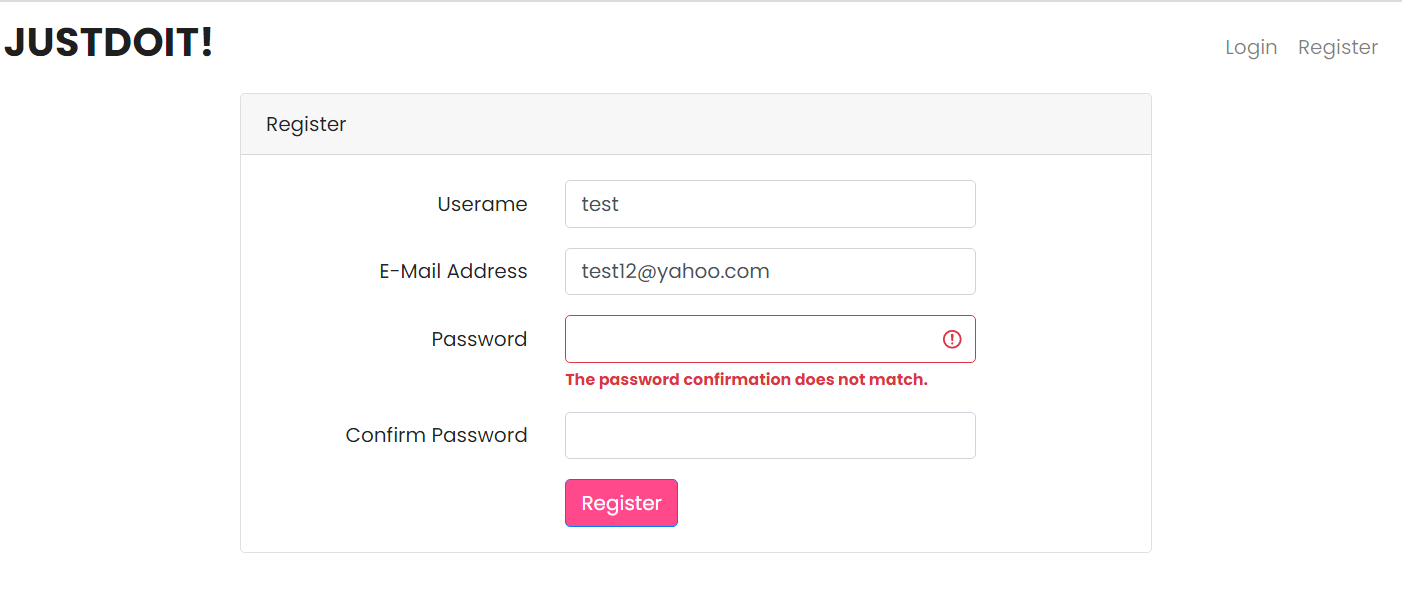 JUSTDOIT!
Login Register
Register
Userame test
E-Mail Address test12@yahoo.com
Password
The password confirmation does not match.
Confirm Password
Register